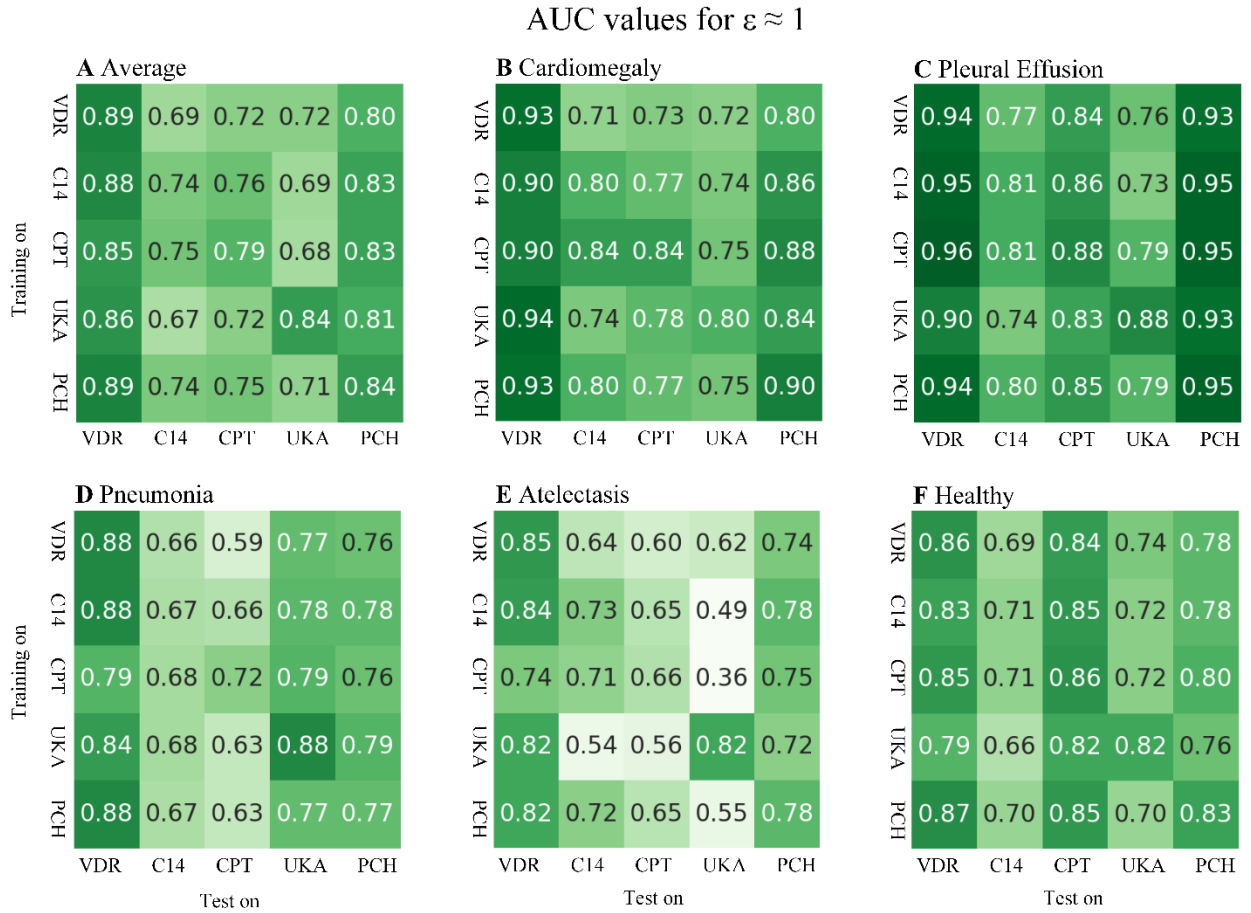 AUC values for ε ≈ 1
A Average
VDR 0.89 0.69 0.72 0.72 0.80
C14 0.88 0.74 0.76 0.69 0.83
CPT 0.85 0.75 0.79 0.68 0.83
UKA 0.86 0.67 0.72 0.84 0.81
PCH 0.89 0.74 0.75 0.71 0.84
VDR C14 CPT UKA PCH
Training on
B Cardiomegaly
VDR 0.93 0.71 0.73 0.72 0.80
C14 0.90 0.80 0.77 0.74 0.86
CPT 0.90 0.84 0.84 0.75 0.88
UKA 0.94 0.74 0.78 0.80 0.84
PCH 0.93 0.80 0.77 0.75 0.90
VDR C14 CPT UKA PCH
C Pleural Effusion
VDR 0.94 0.77 0.84 0.76 0.93
C14 0.95 0.81 0.86 0.73 0.95
CPT 0.96 0.81 0.88 0.79 0.95
UKA 0.90 0.74 0.83 0.88 0.93
PCH 0.94 0.80 0.85 0.79 0.95
VDR C14 CPT UKA PCH
D Pneumonia
VDR 0.88 0.66 0.59 0.77 0.76
C14 0.88 0.67 0.66 0.78 0.78
CPT 0.79 0.68 0.72 0.79 0.76
UKA 0.84 0.68 0.63 0.88 0.79
PCH 0.88 0.67 0.63 0.77 0.77
VDR C14 CPT UKA PCH
Training on
Test on
E Atelectasis
VDR 0.85 0.64 0.60 0.62 0.74
C14 0.84 0.73 0.65 0.49 0.78
CPT 0.74 0.71 0.66 0.36 0.75
UKA 0.82 0.54 0.56 0.82 0.72
PCH 0.82 0.72 0.65 0.55 0.78
VDR C14 CPT UKA PCH
Test on
F Healthy
VDR 0.86 0.69 0.84 0.74 0.78
C14 0.83 0.71 0.85 0.72 0.78
CPT 0.85 0.71 0.86 0.72 0.80
UKA 0.79 0.66 0.82 0.82 0.76
PCH 0.87 0.70 0.85 0.70 0.83
VDR C14 CPT UKA PCH
Test on